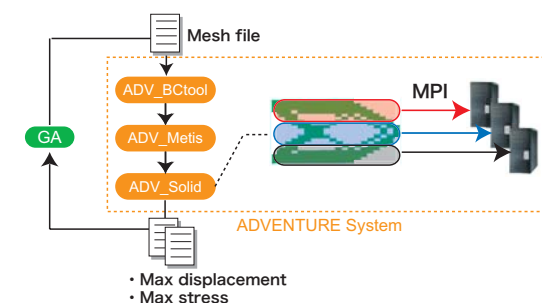 Mesh file
ADV_BCtool
MPI
GA
ADV_Metis
ADV_Solid
ADVENTURE System
・Max displacement
・Max stress